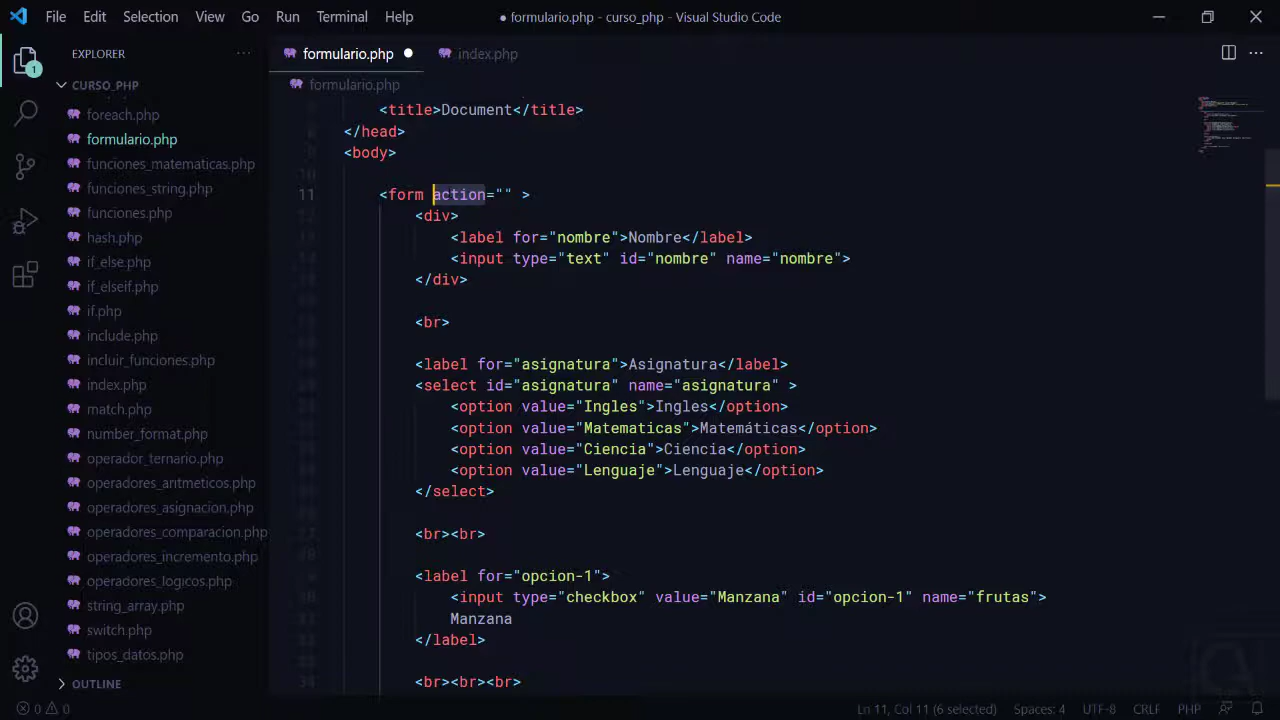 File Edit Selection View Go Run Terminal Help
● formulario.php - curso_php - Visual Studio Code
EXPLORER
1
CURSO_PHP
foreach.php
formulario.php
funciones_matematicas.php
funciones_string.php
funciones.php
hash.php
if_else.php
if_elseif.php
if.php
include.php
incluir_funciones.php
index.php
match.php
number_format.php
operador_ternario.php
operadores_aritmeticos.php
operadores_asignacion.php
operadores_comparacion.php
operadores_incremento.php
operadores_logicos.php
string_array.php
switch.php
tipos_datos.php
OUTLINE
formulario.php
index.php
formulario.php
<title>Document</title>
</head>
<body>
11 <form action="" >
<div>
<label for="nombre">Nombre</label>
<input type="text" id="nombre" name="nombre">
</div>
<br>
<label for="asignatura">Asignatura</label>
<select id="asignatura" name="asignatura" >
<option value="Ingles">Ingles</option>
<option value="Matematicas">Matemáticas</option>
<option value="Ciencia">Ciencia</option>
<option value="Lenguaje">Lenguaje</option>
</select>
<br><br>
<label for="opcion-1">
<input type="checkbox" value="Manzana" id="opcion-1" name="frutas">
Manzana
</label>
<br><br><br>
0 0
Ln 11, Col 11 (6 selected) Spaces: 4 UTF-8 CRLF PHP